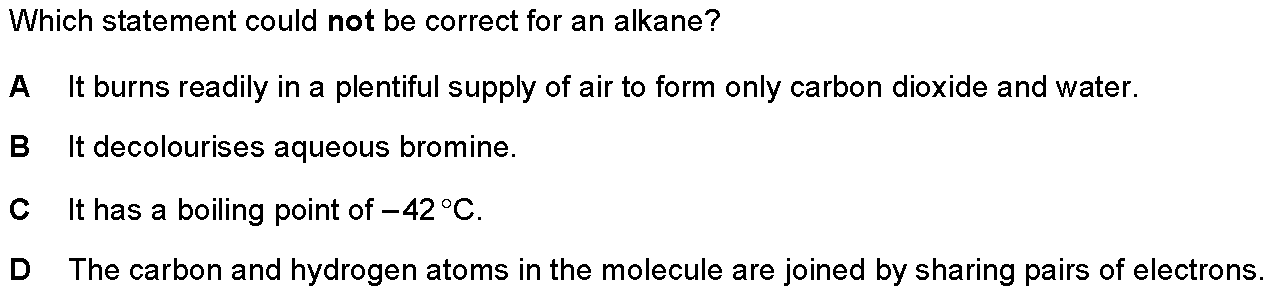 Which statement could not be correct for an alkane?
A It burns readily in a plentiful supply of air to form only carbon dioxide and water.
B It decolourises aqueous bromine.
C It has a boiling point of –42 °C.
D The carbon and hydrogen atoms in the molecule are joined by sharing pairs of electrons.